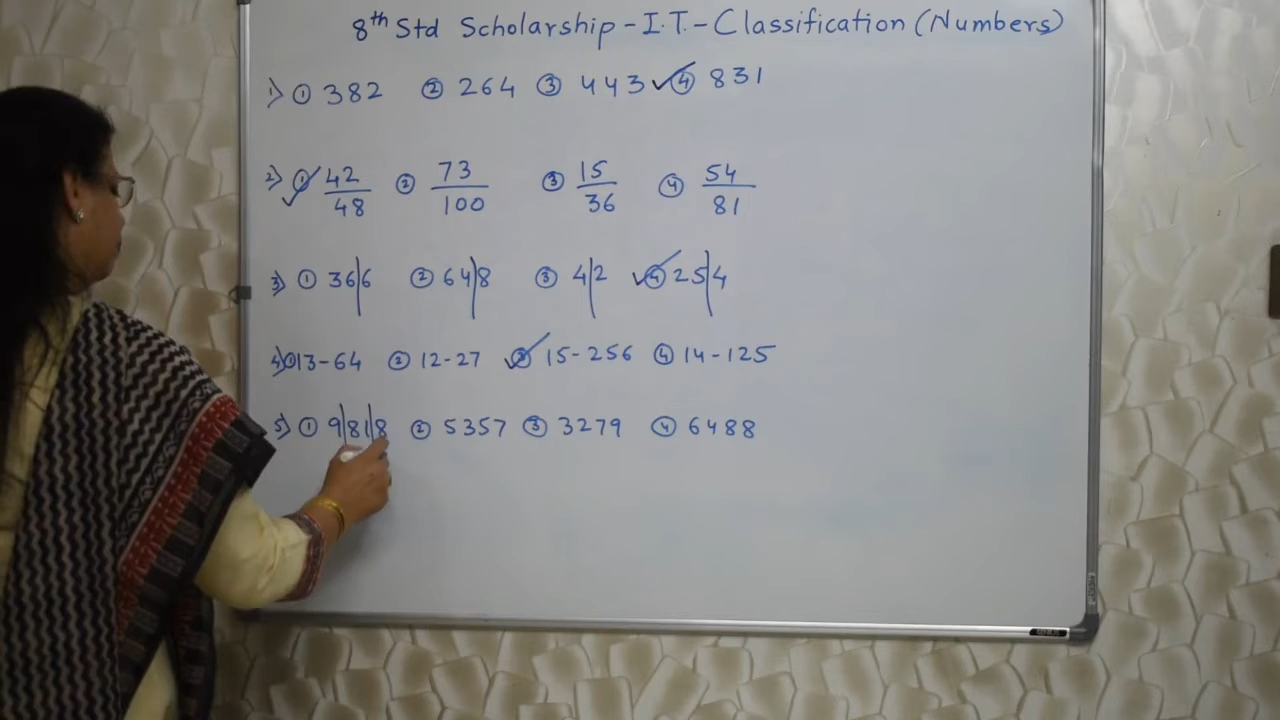 8th Std Scholarship - I.T. - Classification (Numbers)
1) ① 382 ② 264 ③ 443 ④ 831
2) ① 42/48 ② 73/100 ③ 15/36 ④ 54/81
3) ① 36|6 ② 64|8 ③ 4|2 ④ 25|4
4) ① 13-64 ② 12-27 ③ 15-256 ④ 14-125
5) ① 9|81|8 ② 5357 ③ 3279 ④ 6488